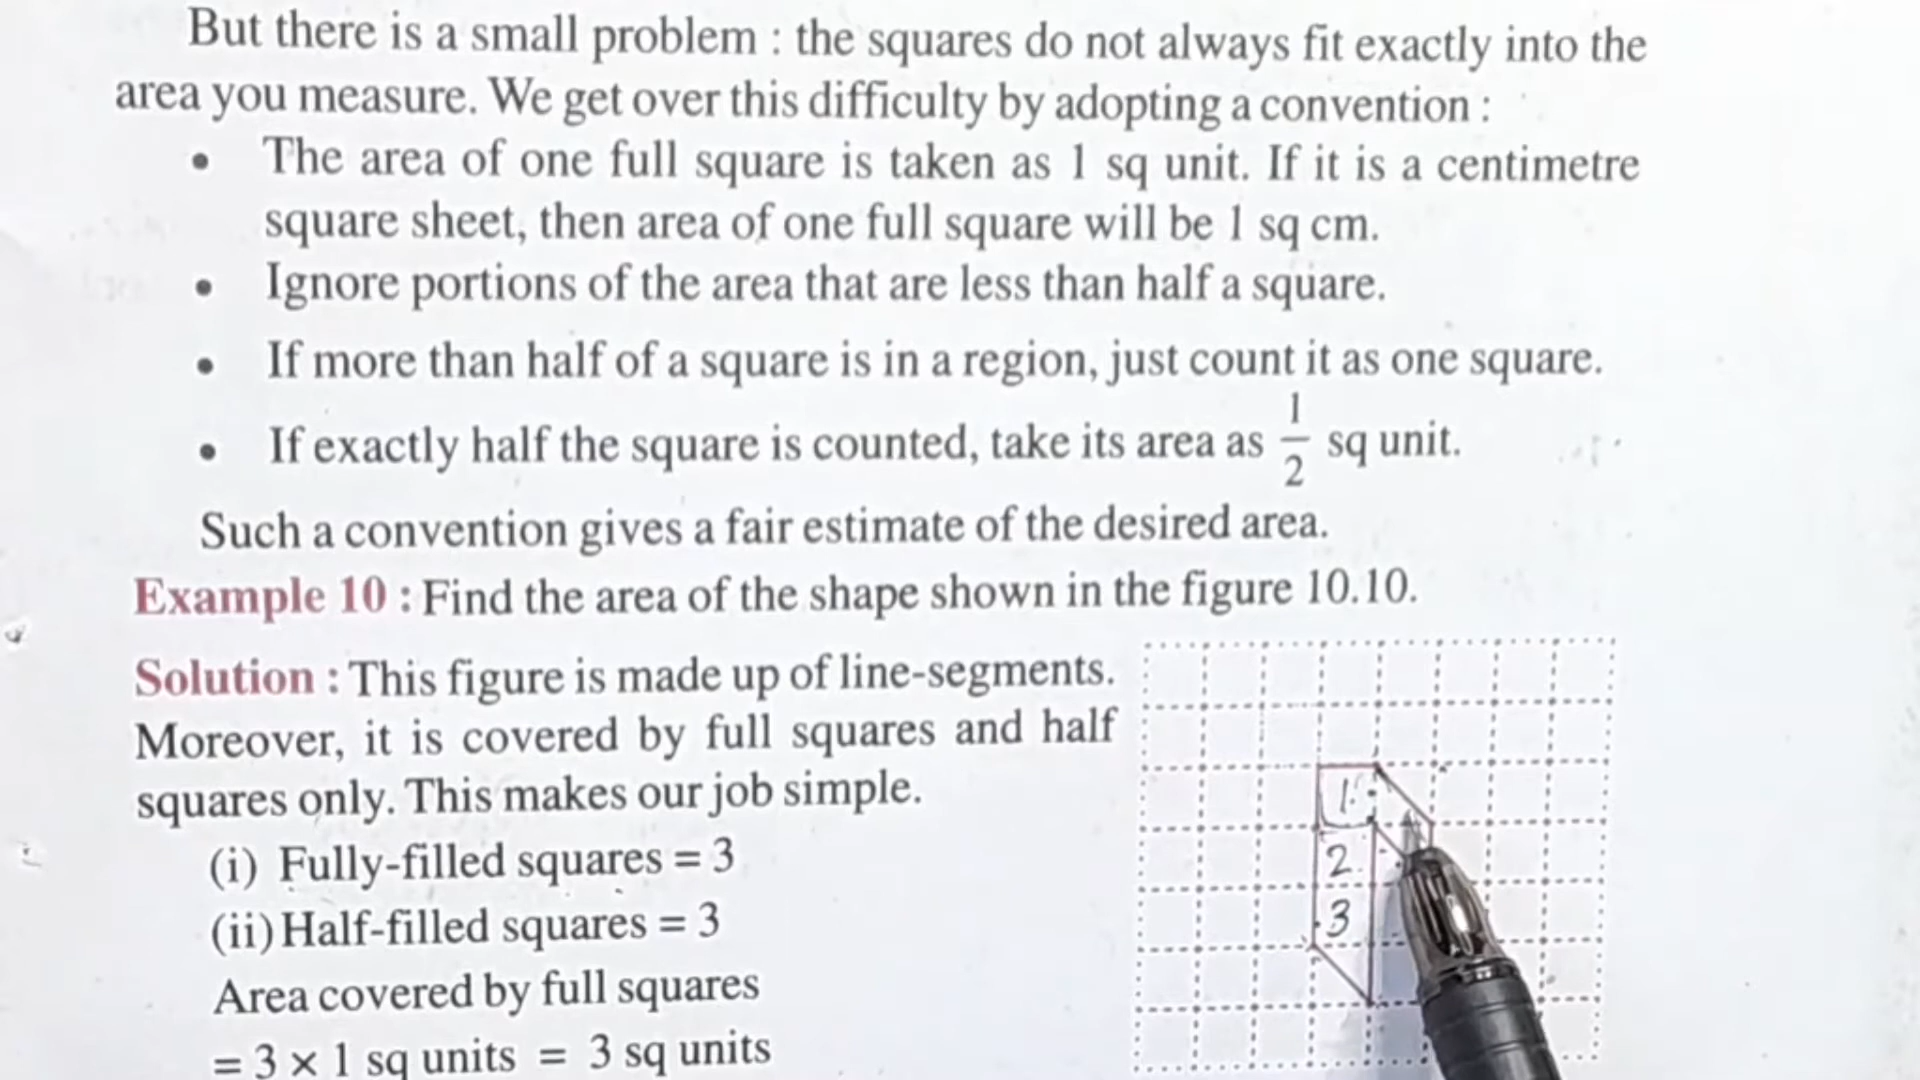 But there is a small problem : the squares do not always fit exactly into the
area you measure. We get over this difficulty by adopting a convention :
• The area of one full square is taken as 1 sq unit. If it is a centimetre
square sheet, then area of one full square will be 1 sq cm.
• Ignore portions of the area that are less than half a square.
• If more than half of a square is in a region, just count it as one square.
• If exactly half the square is counted, take its area as 1/2 sq unit.
Such a convention gives a fair estimate of the desired area.
Example 10 : Find the area of the shape shown in the figure 10.10.
Solution : This figure is made up of line-segments.
Moreover, it is covered by full squares and half
squares only. This makes our job simple.
(i) Fully-filled squares = 3
(ii) Half-filled squares = 3
Area covered by full squares
= 3 × 1 sq units = 3 sq units
1
2
3